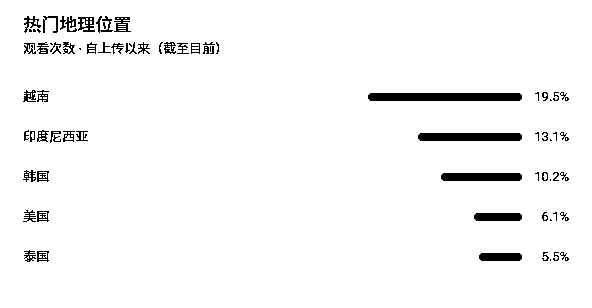 热门地理位置
观看次数 · 自上传以来（截至目前）
越南 19.5%
印度尼西亚 13.1%
韩国 10.2%
美国 6.1%
泰国 5.5%